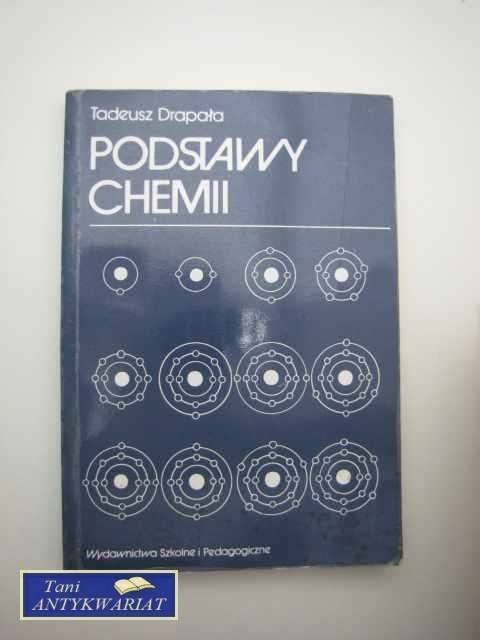 Tadeusz Drapała
PODSTAWY
CHEMII
Wydawnictwa Szkolne i Pedagogiczne
Tani
ANTYKWARIAT